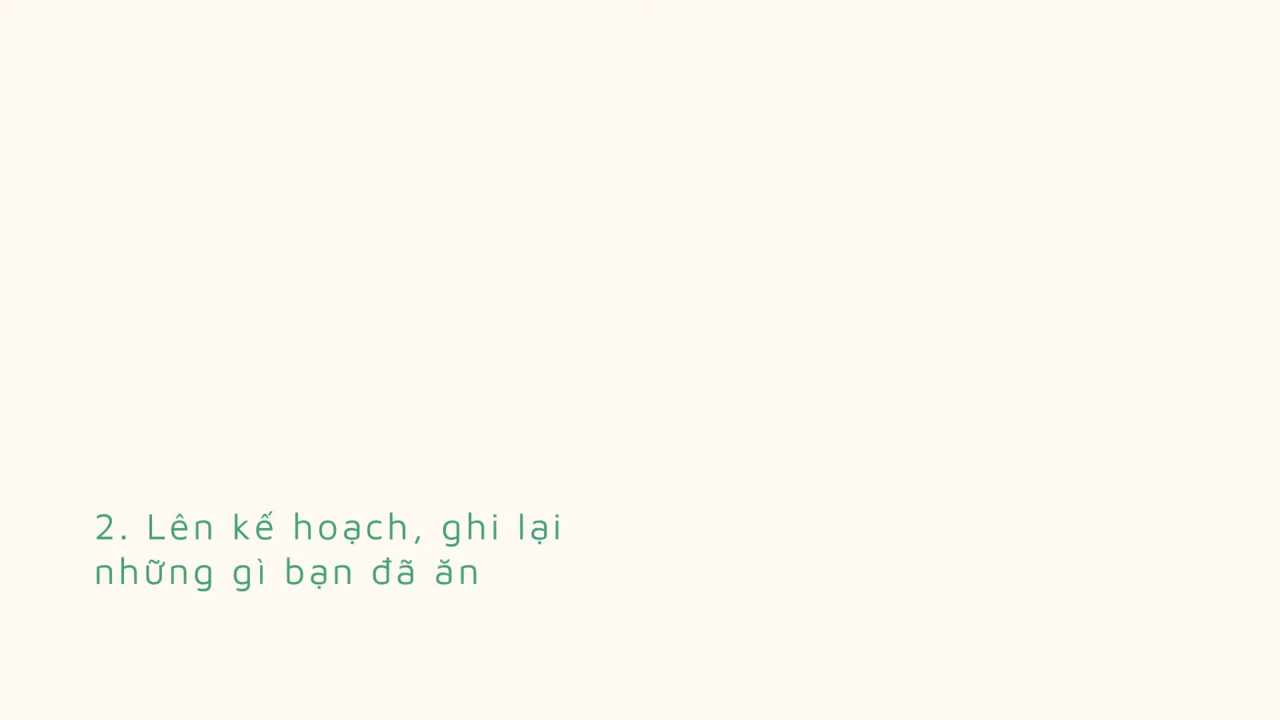 2. Lên kế hoạch, ghi lại
những gì bạn đã ăn